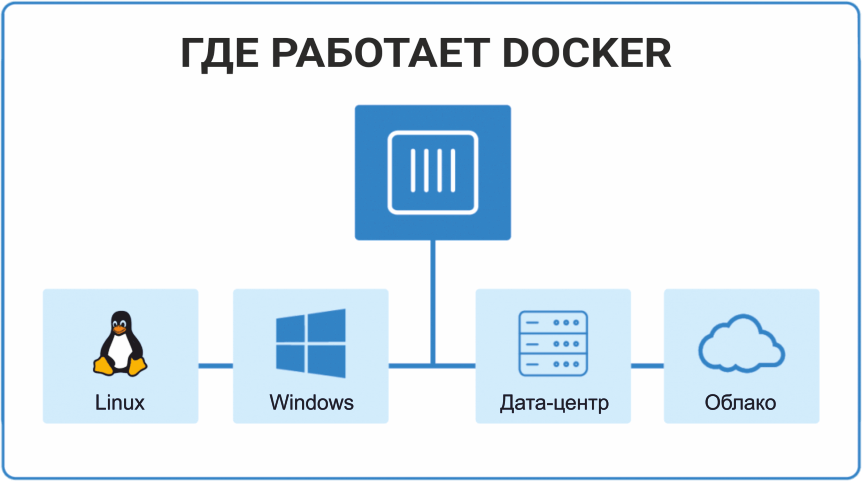 ГДЕ РАБОТАЕТ DOCKER
Linux
Windows
Дата-центр
Облако